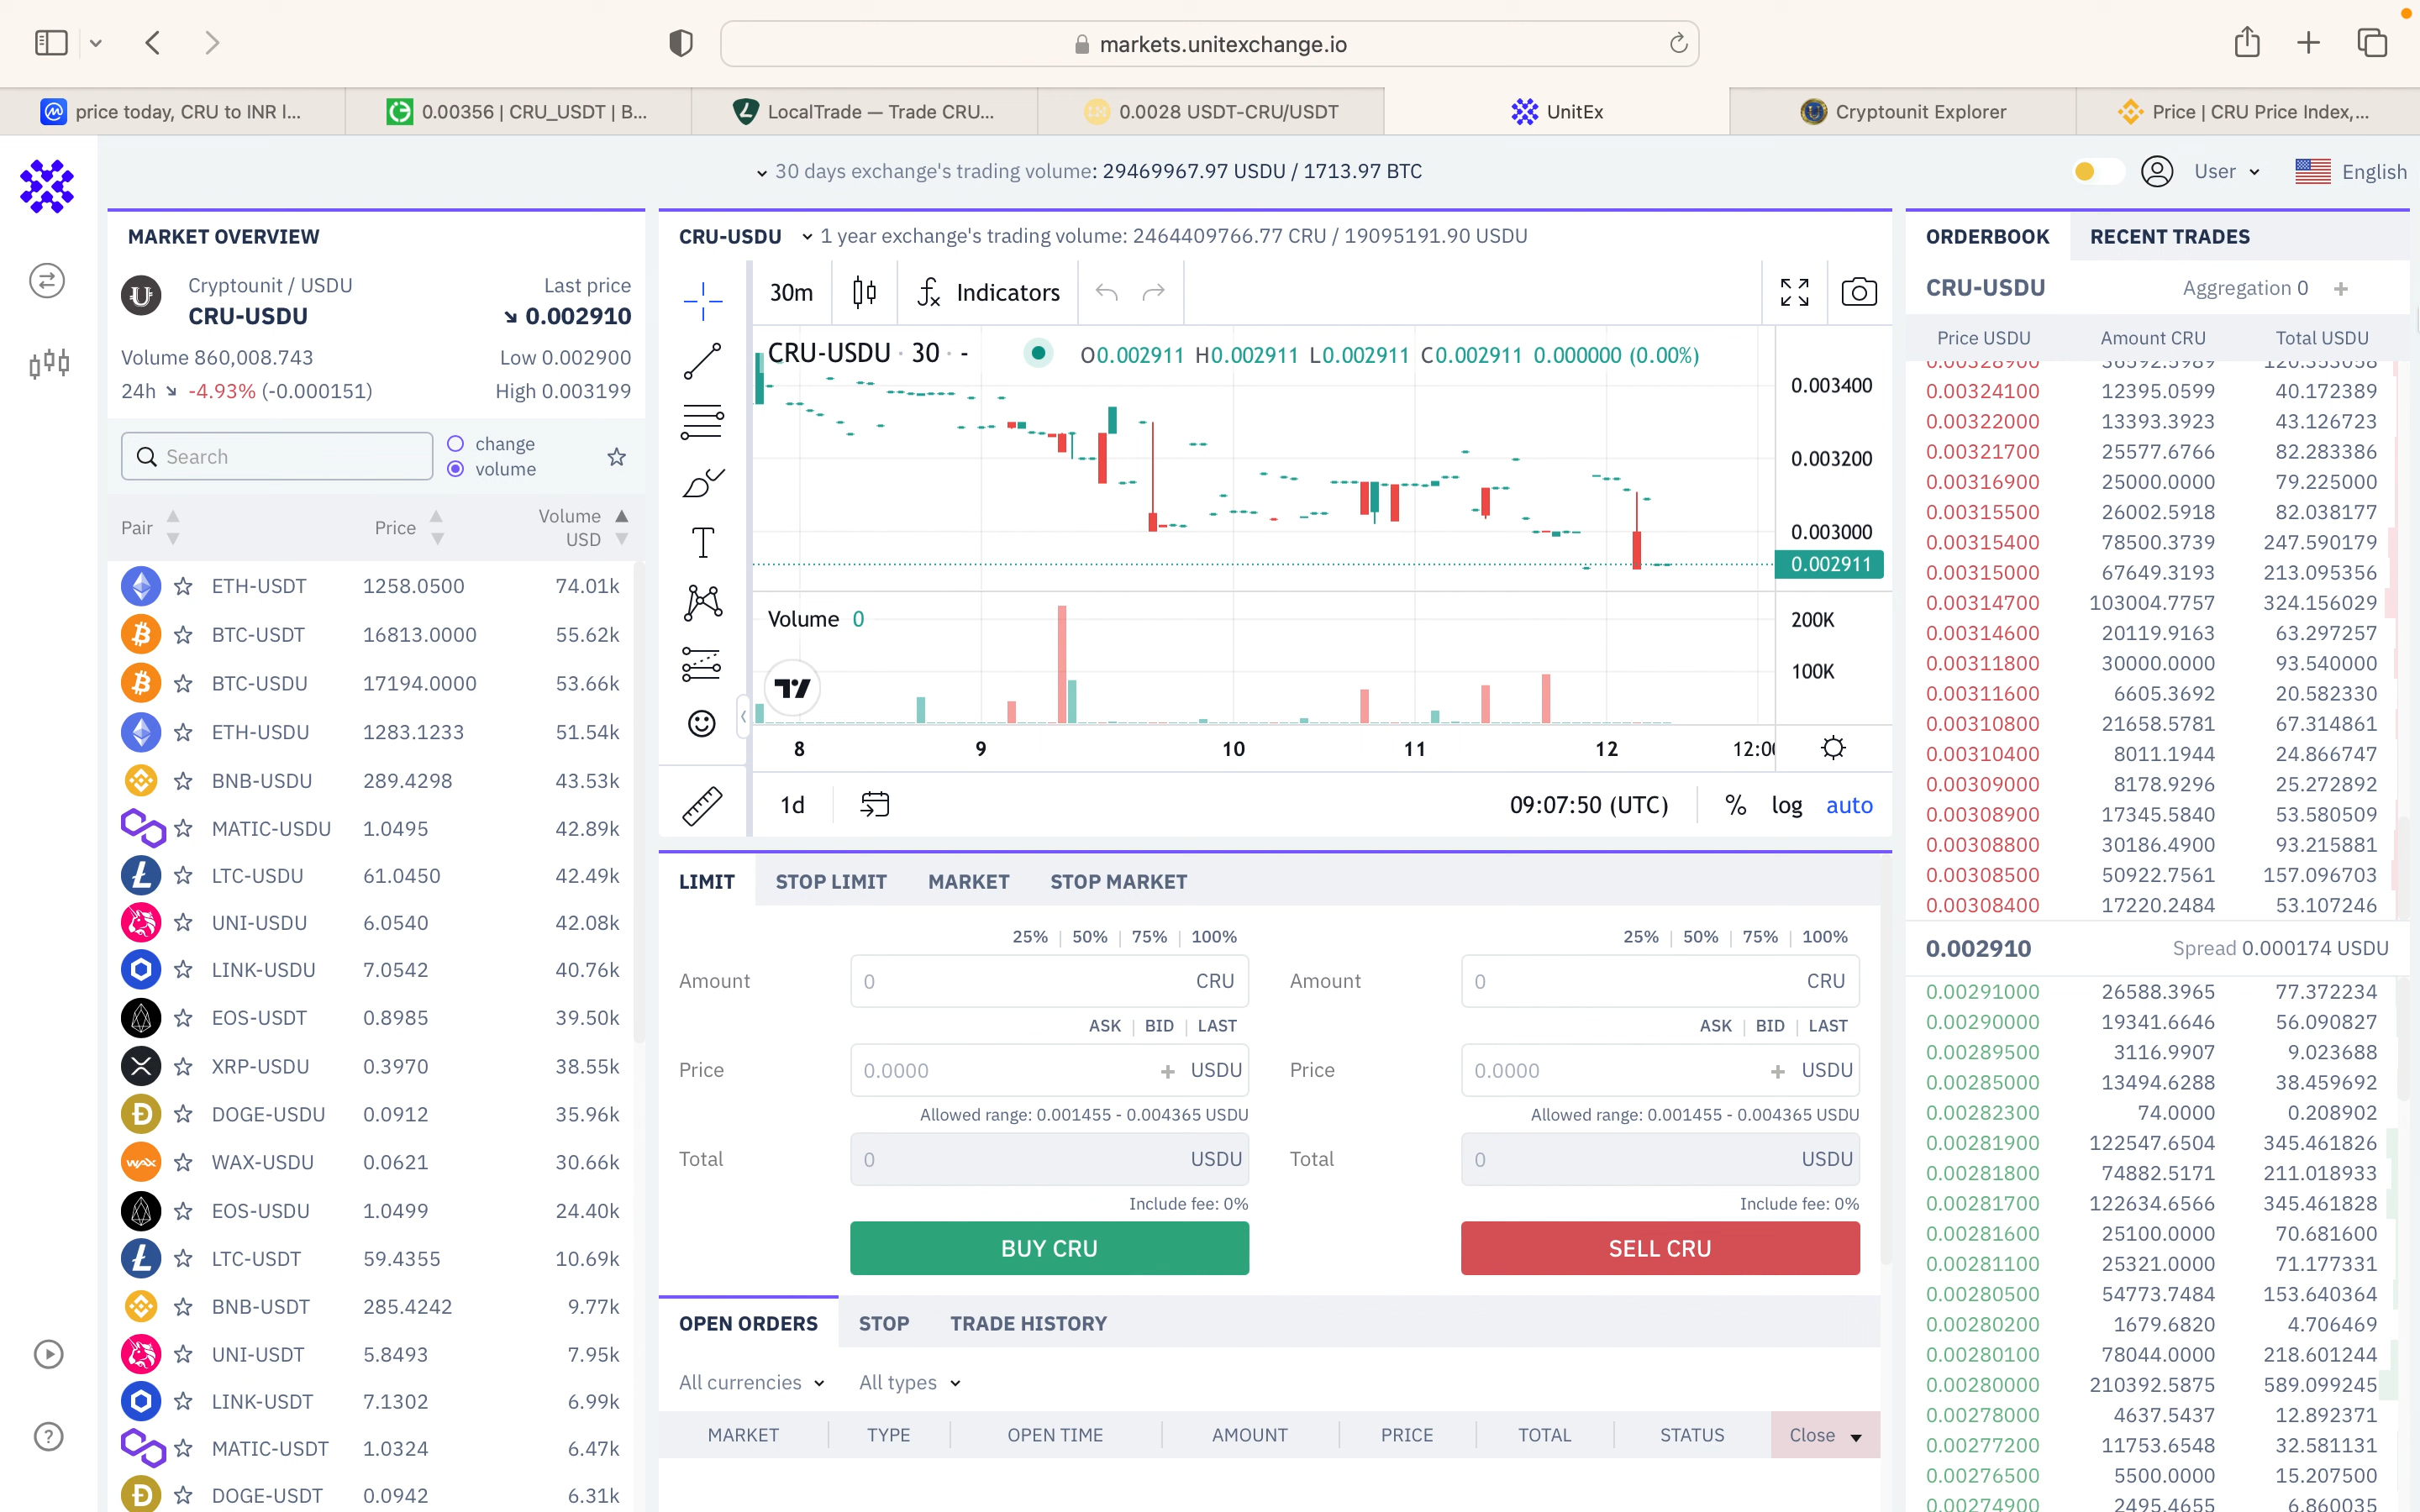 markets.unitexchange.io
price today, CRU to INR l...
0.00356 | CRU_USDT | B...
LocalTrade — Trade CRU...
0.0028 USDT-CRU/USDT
UnitEx
Cryptounit Explorer
Price | CRU Price Index,...
30 days exchange's trading volume: 29469967.97 USDU / 1713.97 BTC
User
English
MARKET OVERVIEW
Cryptounit / USDU
Last price
CRU-USDU
0.002910
Volume 860,008.743
Low 0.002900
24h -4.93% (-0.000151)
High 0.003199
Search
change
volume
Pair
Price
Volume
USD
ETH-USDT 1258.0500 74.01k
BTC-USDT 16813.0000 55.62k
BTC-USDU 17194.0000 53.66k
ETH-USDU 1283.1233 51.54k
BNB-USDU 289.4298 43.53k
MATIC-USDU 1.0495 42.89k
LTC-USDU 61.0450 42.49k
UNI-USDU 6.0540 42.08k
LINK-USDU 7.0542 40.76k
EOS-USDT 0.8985 39.50k
XRP-USDU 0.3970 38.55k
DOGE-USDU 0.0912 35.96k
WAX-USDU 0.0621 30.66k
EOS-USDU 1.0499 24.40k
LTC-USDT 59.4355 10.69k
BNB-USDT 285.4242 9.77k
UNI-USDT 5.8493 7.95k
LINK-USDT 7.1302 6.99k
MATIC-USDT 1.0324 6.47k
DOGE-USDT 0.0942 6.31k
CRU-USDU
1 year exchange's trading volume: 2464409766.77 CRU / 19095191.90 USDU
30m
Indicators
CRU-USDU · 30 · -
O0.002911 H0.002911 L0.002911 C0.002911 0.000000 (0.00%)
0.003400
0.003200
0.003000
0.002911
Volume 0
200K
100K
8 9 10 11 12 12:00
1d
09:07:50 (UTC)
%
log
auto
LIMIT
STOP LIMIT
MARKET
STOP MARKET
25% | 50% | 75% | 100%
Amount
0
CRU
ASK | BID | LAST
Price
0.0000
+ USDU
Allowed range: 0.001455 - 0.004365 USDU
Total
0
USDU
Include fee: 0%
BUY CRU
25% | 50% | 75% | 100%
Amount
0
CRU
ASK | BID | LAST
Price
0.0000
+ USDU
Allowed range: 0.001455 - 0.004365 USDU
Total
0
USDU
Include fee: 0%
SELL CRU
OPEN ORDERS
STOP
TRADE HISTORY
All currencies
All types
MARKET
TYPE
OPEN TIME
AMOUNT
PRICE
TOTAL
STATUS
Close
ORDERBOOK
RECENT TRADES
CRU-USDU
Aggregation 0 +
Price USDU Amount CRU Total USDU
0.00328900 36592.5989 120.353058
0.00324100 12395.0599 40.172389
0.00322000 13393.3923 43.126723
0.00321700 25577.6766 82.283386
0.00316900 25000.0000 79.225000
0.00315500 26002.5918 82.038177
0.00315400 78500.3739 247.590179
0.00315000 67649.3193 213.095356
0.00314700 103004.7757 324.156029
0.00314600 20119.9163 63.297257
0.00311800 30000.0000 93.540000
0.00311600 6605.3692 20.582330
0.00310800 21658.5781 67.314861
0.00310400 8011.1944 24.866747
0.00309000 8178.9296 25.272892
0.00308900 17345.5840 53.580509
0.00308800 30186.4900 93.215881
0.00308500 50922.7561 157.096703
0.00308400 17220.2484 53.107246
0.002910
Spread 0.000174 USDU
0.00291000 26588.3965 77.372234
0.00290000 19341.6646 56.090827
0.00289500 3116.9907 9.023688
0.00285000 13494.6288 38.459692
0.00282300 74.0000 0.208902
0.00281900 122547.6504 345.461826
0.00281800 74882.5171 211.018933
0.00281700 122634.6566 345.461828
0.00281600 25100.0000 70.681600
0.00281100 25321.0000 71.177331
0.00280500 54773.7484 153.640364
0.00280200 1679.6820 4.706469
0.00280100 78044.0000 218.601244
0.00280000 210392.5875 589.099245
0.00278000 4637.5437 12.892371
0.00277200 11753.6548 32.581131
0.00276500 5500.0000 15.207500
0.00274900 2495.4655 6.860035